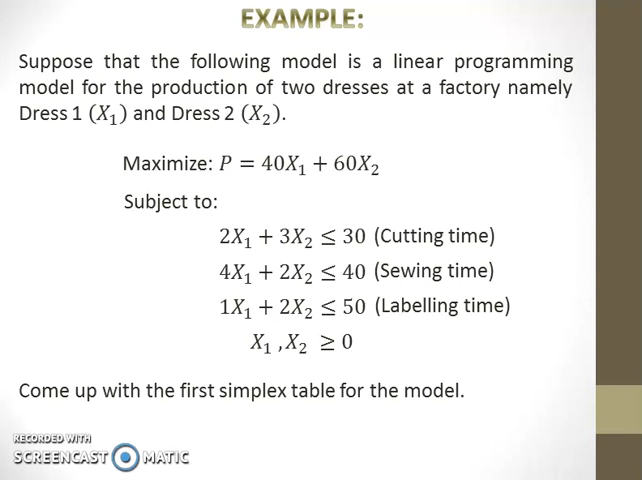 EXAMPLE:
Suppose that the following model is a linear programming
model for the production of two dresses at a factory namely
Dress 1 (X₁) and Dress 2 (X₂).
Maximize: P = 40X₁ + 60X₂
Subject to:
2X₁ + 3X₂ ≤ 30 (Cutting time)
4X₁ + 2X₂ ≤ 40 (Sewing time)
1X₁ + 2X₂ ≤ 50 (Labelling time)
X₁ , X₂ ≥ 0
Come up with the first simplex table for the model.
RECORDED WITH
SCREENCAST MATIC